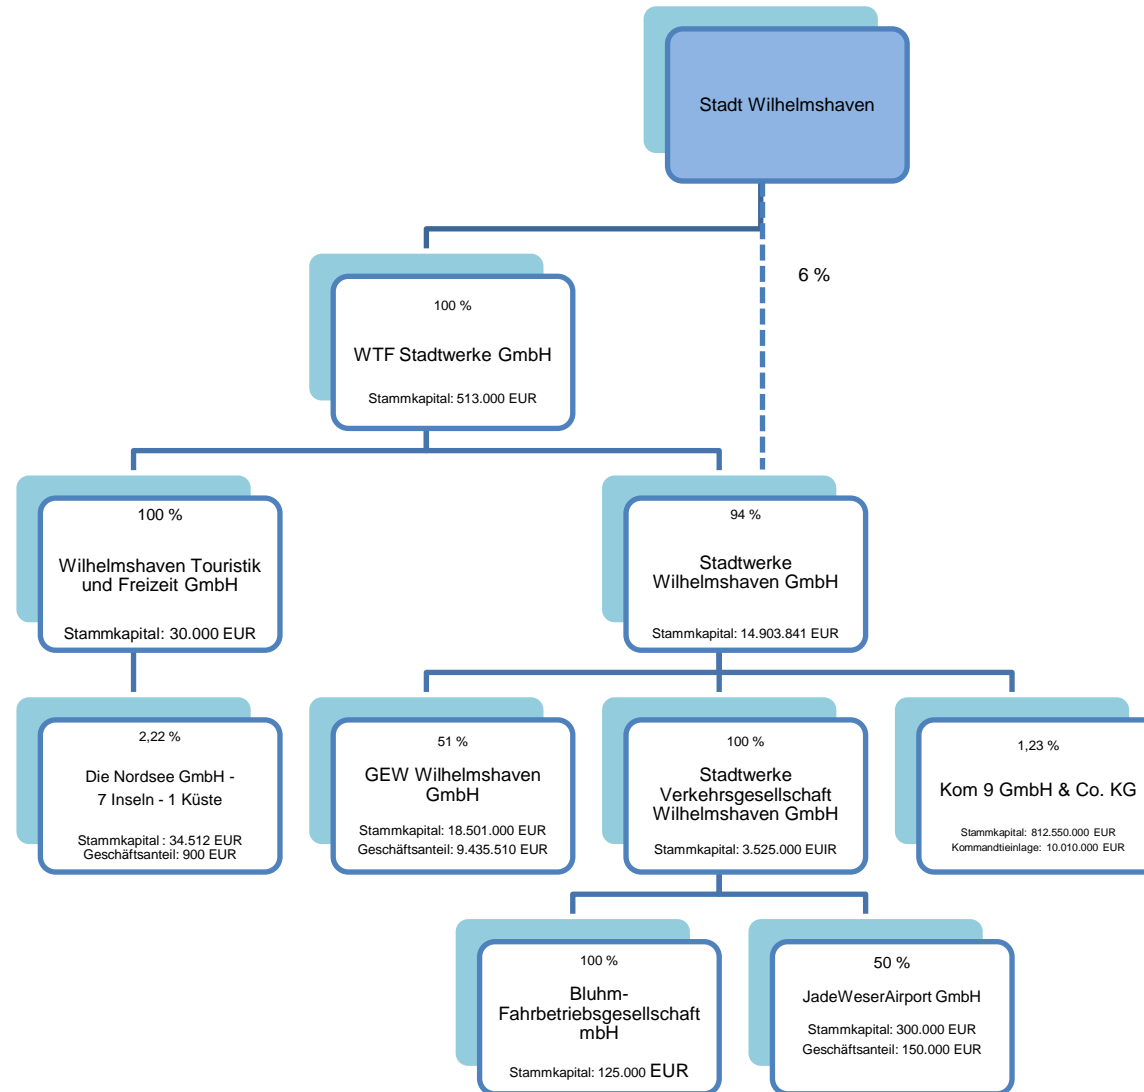 Stadt Wilhelmshaven
6 %
100 %
WTF Stadtwerke GmbH
Stammkapital: 513.000 EUR
100 %
Wilhelmshaven Touristik
und Freizeit GmbH
Stammkapital: 30.000 EUR
94 %
Stadtwerke
Wilhelmshaven GmbH
Stammkapital: 14.903.841 EUR
2,22 %
Die Nordsee GmbH -
7 Inseln - 1 Küste
Stammkapital : 34.512 EUR
Geschäftsanteil: 900 EUR
51 %
GEW Wilhelmshaven
GmbH
Stammkapital: 18.501.000 EUR
Geschäftsanteil: 9.435.510 EUR
100 %
Stadtwerke
Verkehrsgesellschaft
Wilhelmshaven GmbH
Stammkapital: 3.525.000 EUIR
1,23 %
Kom 9 GmbH & Co. KG
Stammkapital: 812.550.000 EUR
Kommandtieinlage: 10.010.000 EUR
100 %
Bluhm-
Fahrbetriebsgesellschaft
mbH
Stammkapital: 125.000 EUR
50 %
JadeWeserAirport GmbH
Stammkapital: 300.000 EUR
Geschäftsanteil: 150.000 EUR